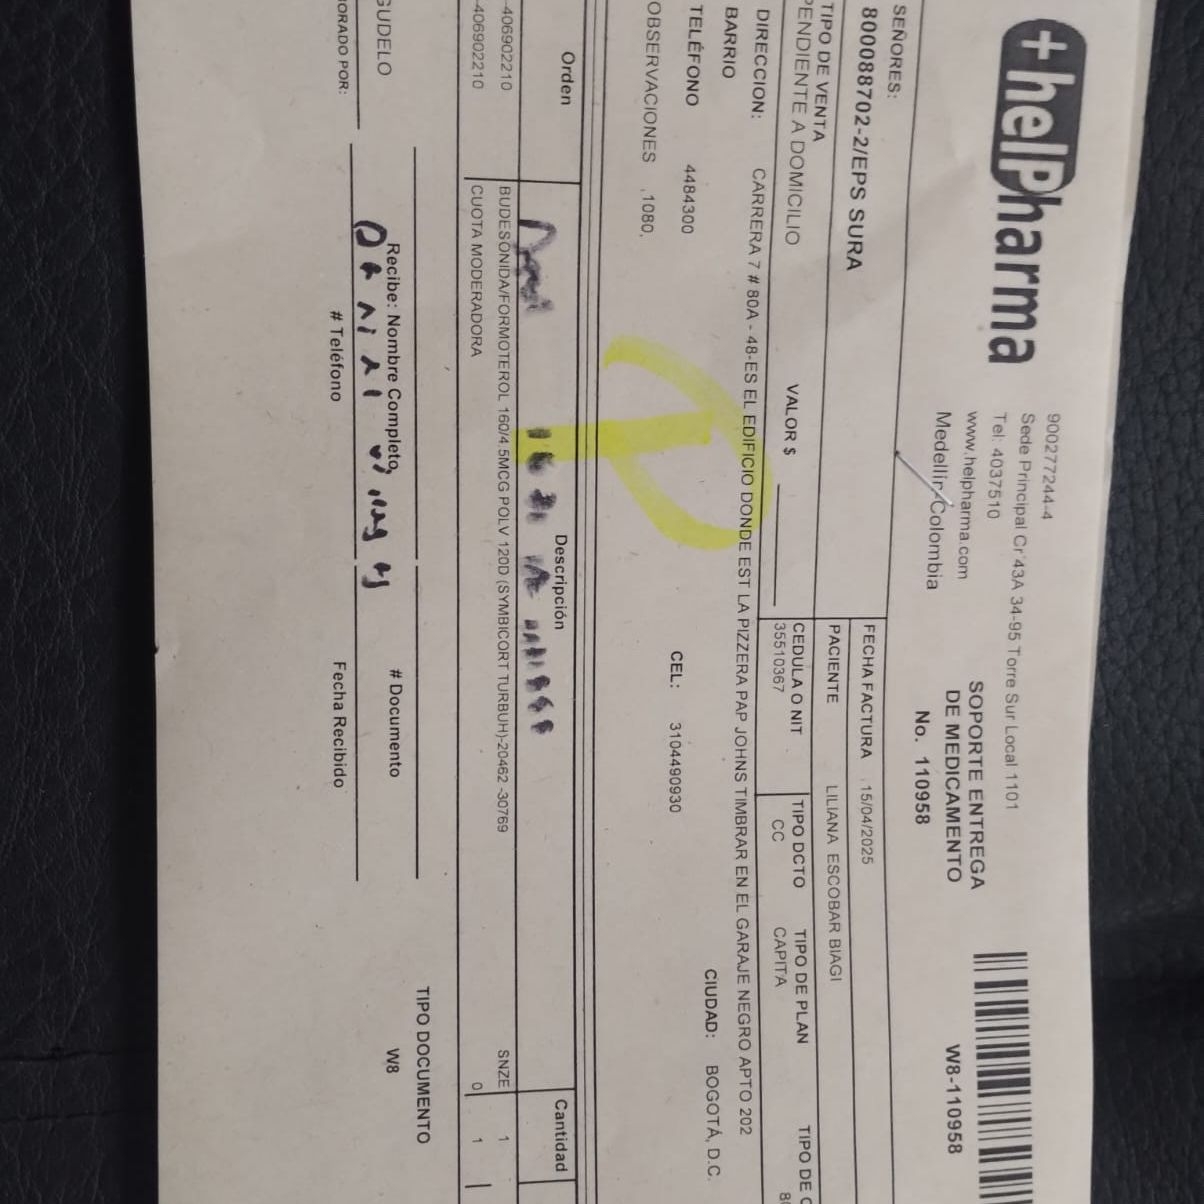 +helPharma
900277244-4
Sede Principal Cr 43A 34-95 Torre Sur Local 1101
Tel: 4037510
www.helpharma.com
Medellin-Colombia
SOPORTE ENTREGA
DE MEDICAMENTO
No. 110958
W8-110958
SEÑORES:
800088702-2/EPS SURA
FECHA FACTURA 15/04/2025
PACIENTE LILIANA ESCOBAR BIAGI
TIPO DE VENTA
PENDIENTE A DOMICILIO
VALOR $
CEDULA O NIT
35510367
TIPO DCTO
CC
TIPO DE PLAN
CAPITA
TIPO DE
DIRECCION: CARRERA 7 # 80A - 48-ES EL EDIFICIO DONDE EST LA PIZZERA PAP JOHNS TIMBRAR EN EL GARAJE NEGRO APTO 202
BARRIO
CIUDAD: BOGOTÁ, D.C.
TELÉFONO 4484300
CEL: 3104490930
OBSERVACIONES ,1080,
Orden Descripción Cantidad
-406902210 BUDESONIDA/FORMOTEROL 160/4.5MCG POLV 120D (SYMBICORT TURBUH)-20462 -30769 SNZE 1
-406902210 CUOTA MODERADORA 0 1
GUDELO
ORADO POR:
Recibe: Nombre Completo
# Documento
# Teléfono
Fecha Recibido
TIPO DOCUMENTO
W8